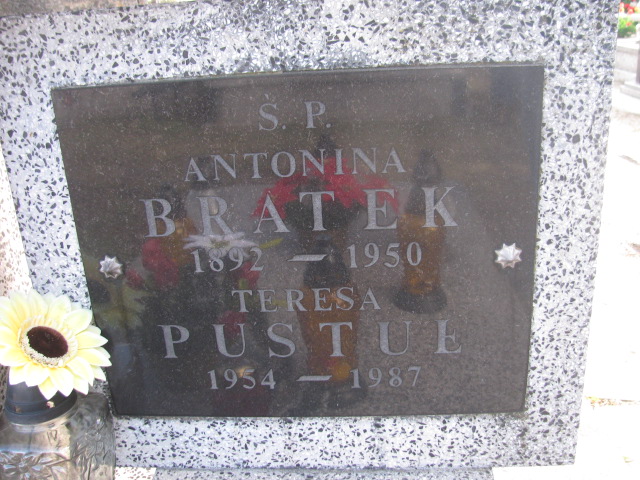 Ś. P.
ANTONINA
BRATEK
1892 — 1950
TERESA
PUSTUŁ
1954 — 1987